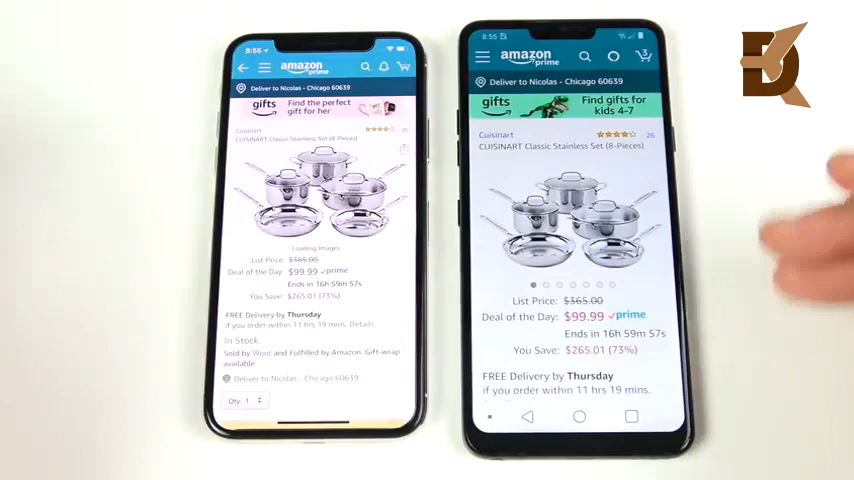 8:55
amazon
prime
Deliver to Nicolas - Chicago 60639
gifts
Find the perfect
gift for her
Cuisinart
CUISINART Classic Stainless Set (8-Pieces)
Loading Images...
List Price: $365.00
Deal of the Day: $99.99 prime
Ends in 16h 59m 57s
You Save: $265.01 (73%)
FREE Delivery by Thursday
if you order within 11 hrs 19 mins. Details
In Stock.
Sold by Woot and Fulfilled by Amazon. Gift-wrap
available.
Deliver to Nicolas - Chicago 60639
Qty: 1
8:55
amazon
prime
3
Deliver to Nicolas - Chicago 60639
gifts
Find gifts for
kids 4-7
Cuisinart
26
CUISINART Classic Stainless Set (8-Pieces)
List Price: $365.00
Deal of the Day: $99.99 prime
Ends in 16h 59m 57s
You Save: $265.01 (73%)
FREE Delivery by Thursday
if you order within 11 hrs 19 mins.
D